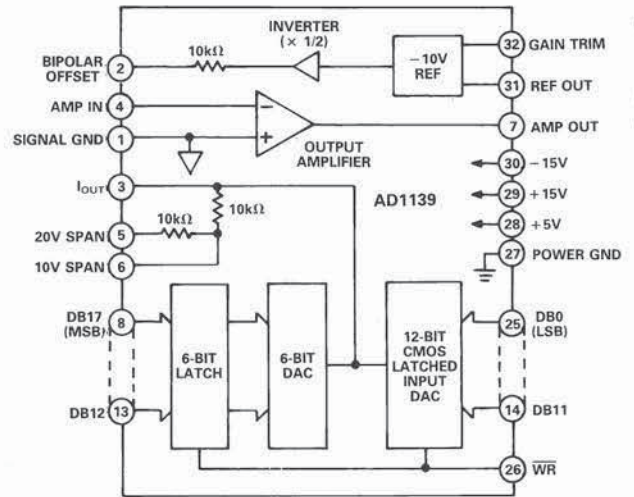 INVERTER
(× 1/2)
10kΩ
BIPOLAR
OFFSET
2
−10V
REF
32
GAIN TRIM
31
REF OUT
AMP IN
4
−
SIGNAL GND
1
+
OUTPUT
AMPLIFIER
7
AMP OUT
30
−15V
IOUT
3
AD1139
29
+15V
10kΩ
10kΩ
20V SPAN
5
28
+5V
10V SPAN
6
27
POWER GND
DB17
(MSB)
8
6-BIT
LATCH
6-BIT
DAC
12-BIT
CMOS
LATCHED
INPUT
DAC
25
DB0
(LSB)
DB12
13
14
DB11
26
W̅R̅